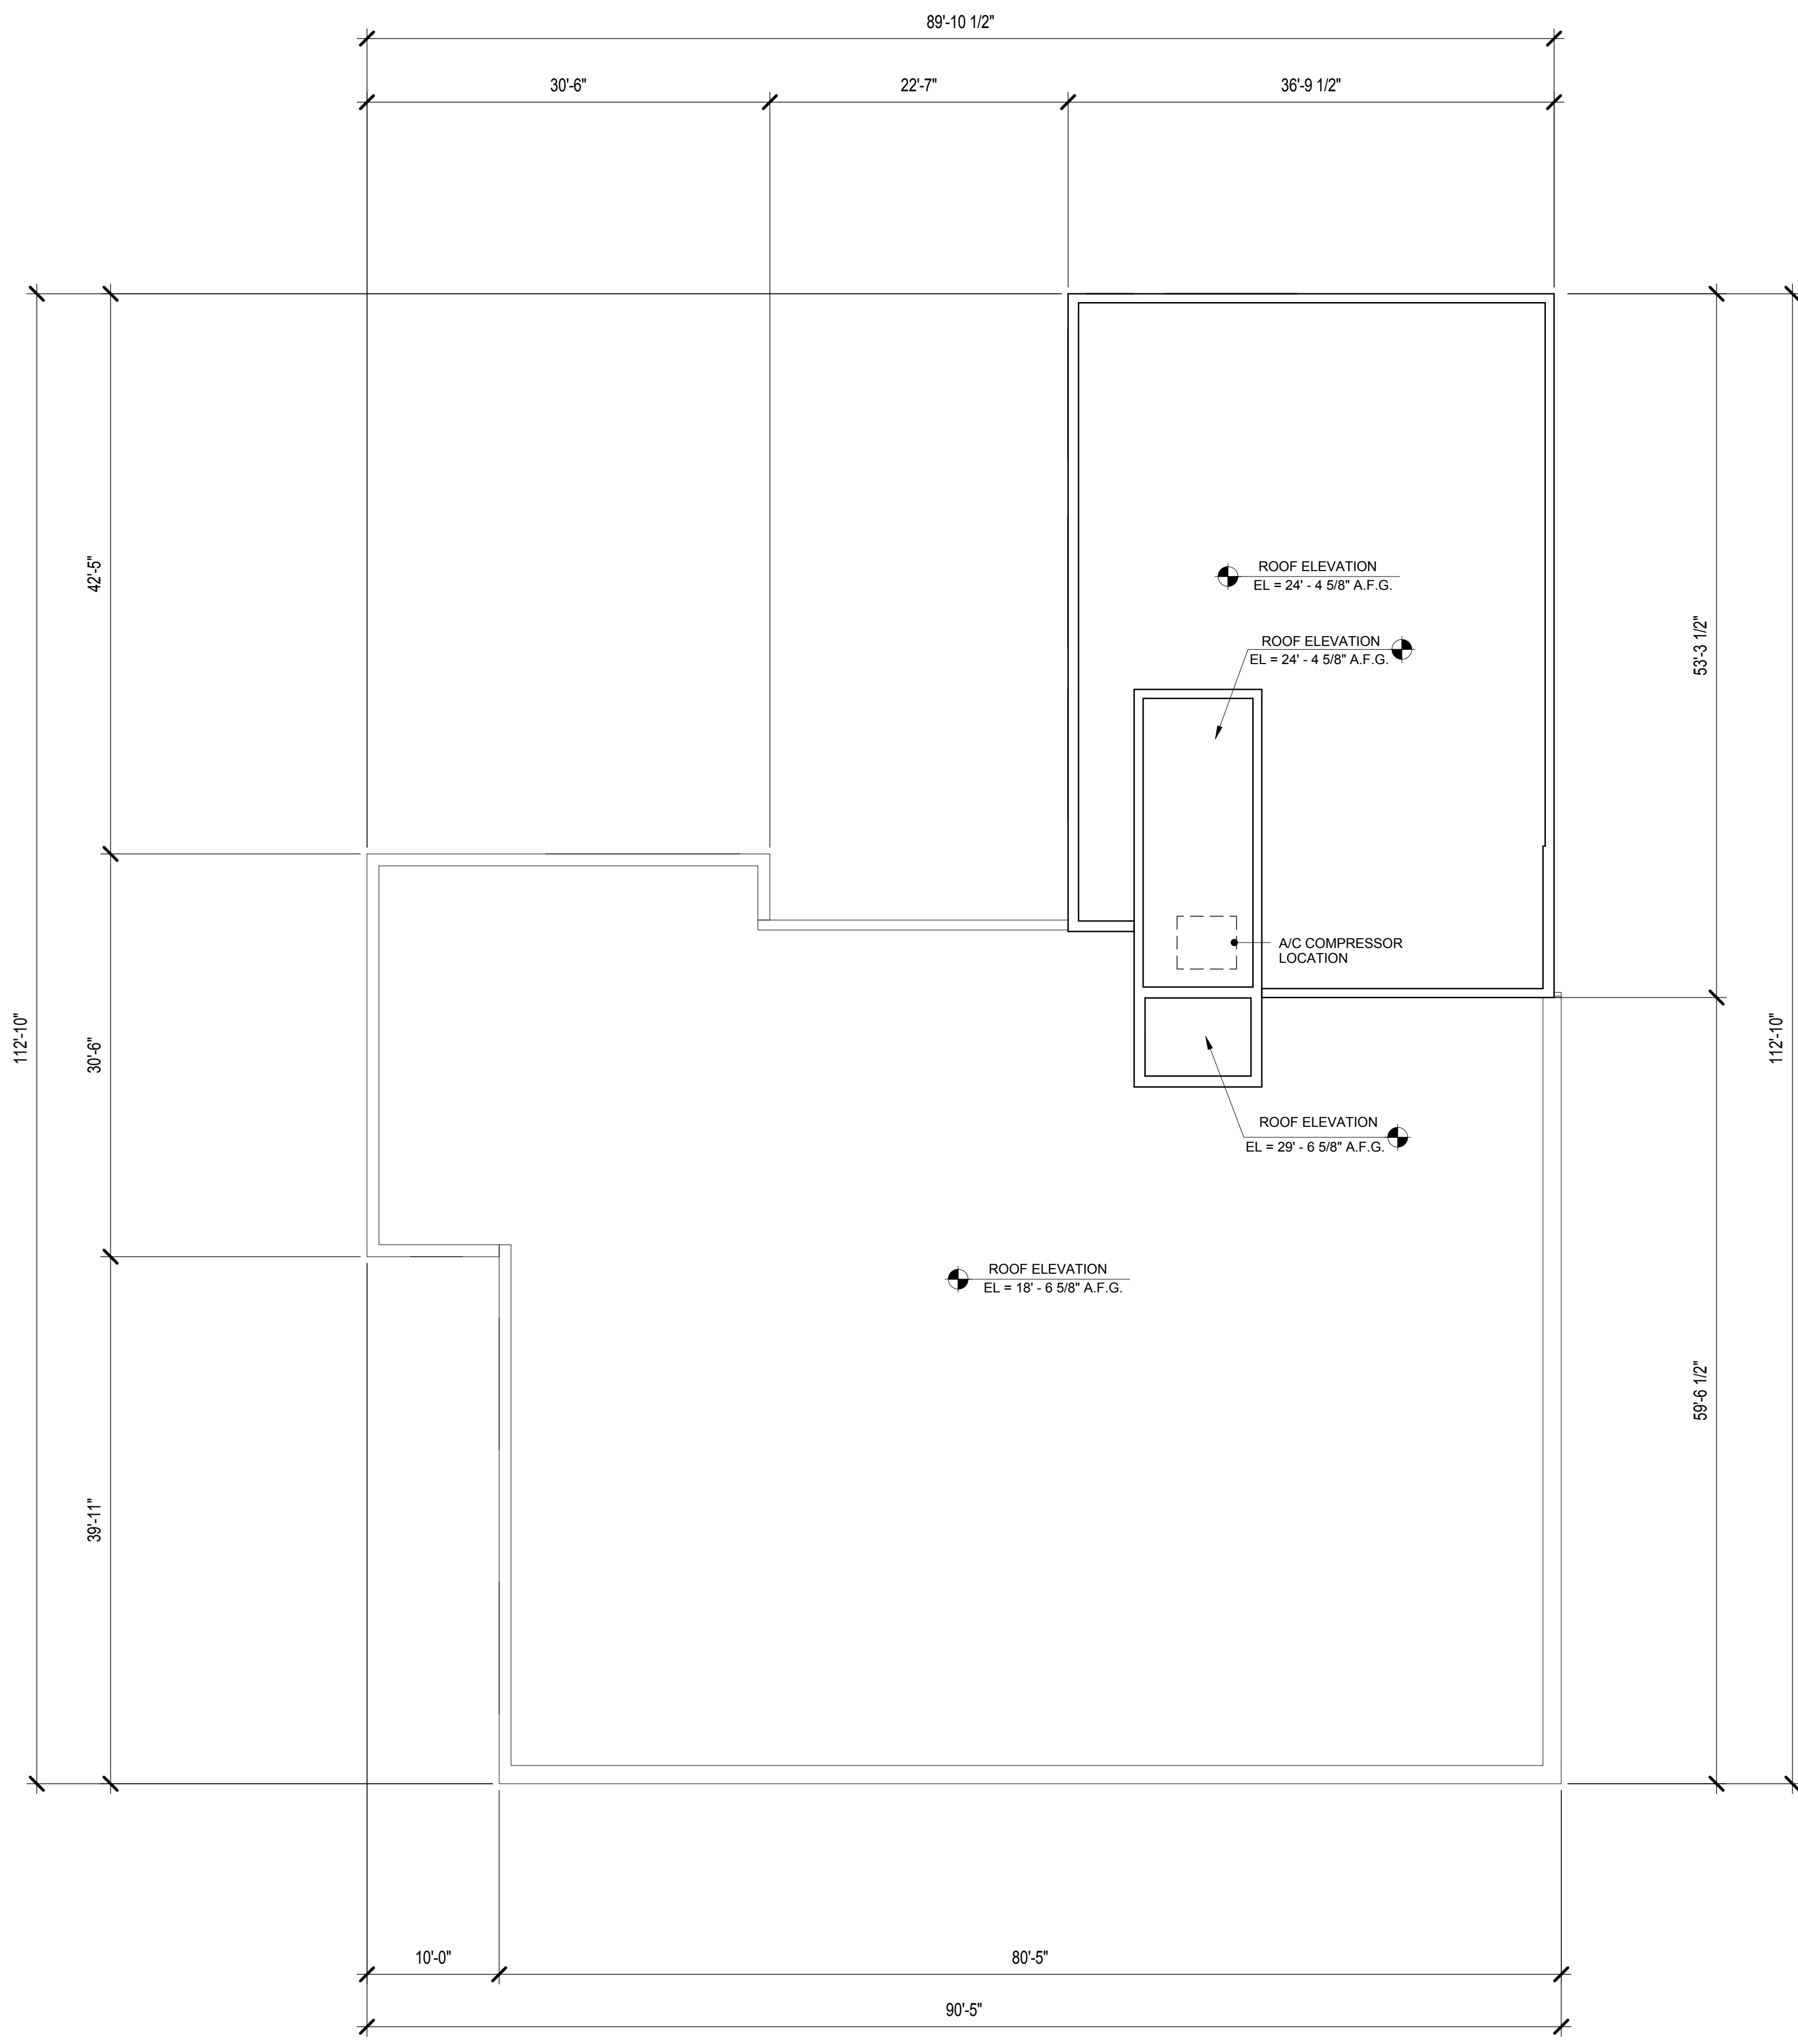 89'-10 1/2"
30'-6"
22'-7"
36'-9 1/2"
42'-5"
ROOF ELEVATION
EL = 24' - 4 5/8" A.F.G.
ROOF ELEVATION
EL = 24' - 4 5/8" A.F.G.
53'-3 1/2"
A/C COMPRESSOR
LOCATION
112'-10"
30'-6"
112'-10"
ROOF ELEVATION
EL = 29' - 6 5/8" A.F.G.
ROOF ELEVATION
EL = 18' - 6 5/8" A.F.G.
59'-6 1/2"
39'-11"
10'-0"
80'-5"
90'-5"